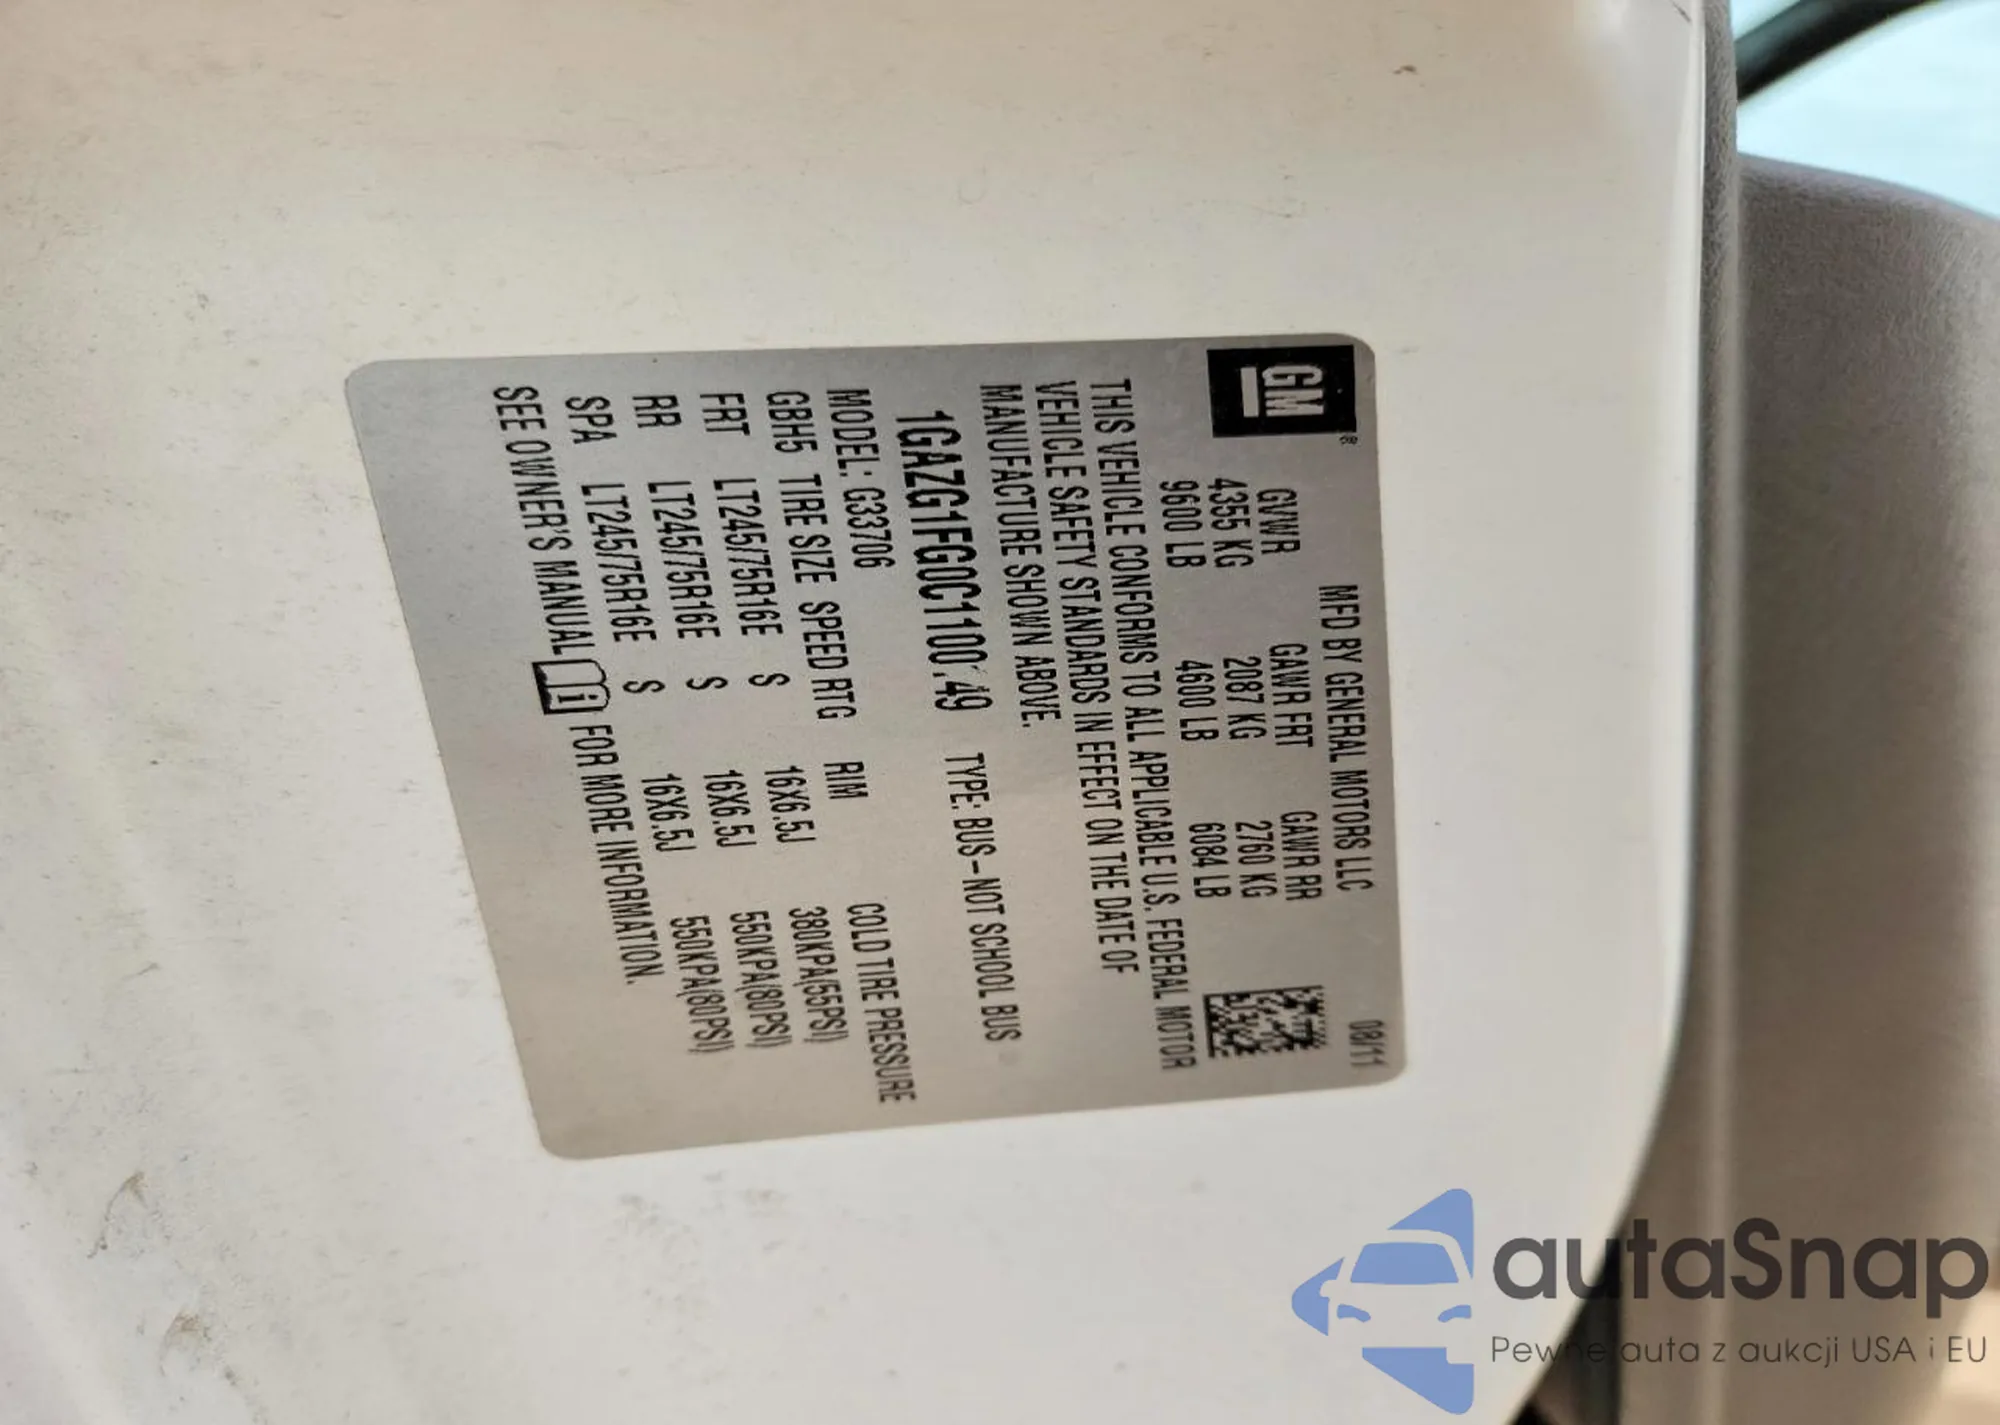 GM
MFD BY GENERAL MOTORS LLC 08/11
GVWR GAWR FRT GAWR RR
4355 KG 2087 KG 2760 KG
9600 LB 4600 LB 6084 LB
THIS VEHICLE CONFORMS TO ALL APPLICABLE U.S. FEDERAL MOTOR
VEHICLE SAFETY STANDARDS IN EFFECT ON THE DATE OF
MANUFACTURE SHOWN ABOVE.
TYPE: BUS-NOT SCHOOL BUS
MODEL: G33706
GBH5 TIRE SIZE SPEED RTG RIM COLD TIRE PRESSURE
FRT LT245/75R16E S 16X6.5J 380KPA(55PSI)
RR LT245/75R16E S 16X6.5J 550KPA(80PSI)
SPA LT245/75R16E S 16X6.5J 550KPA(80PSI)
SEE OWNER'S MANUAL i FOR MORE INFORMATION.
autaSnap
Pewne auta z aukcji USA i EU